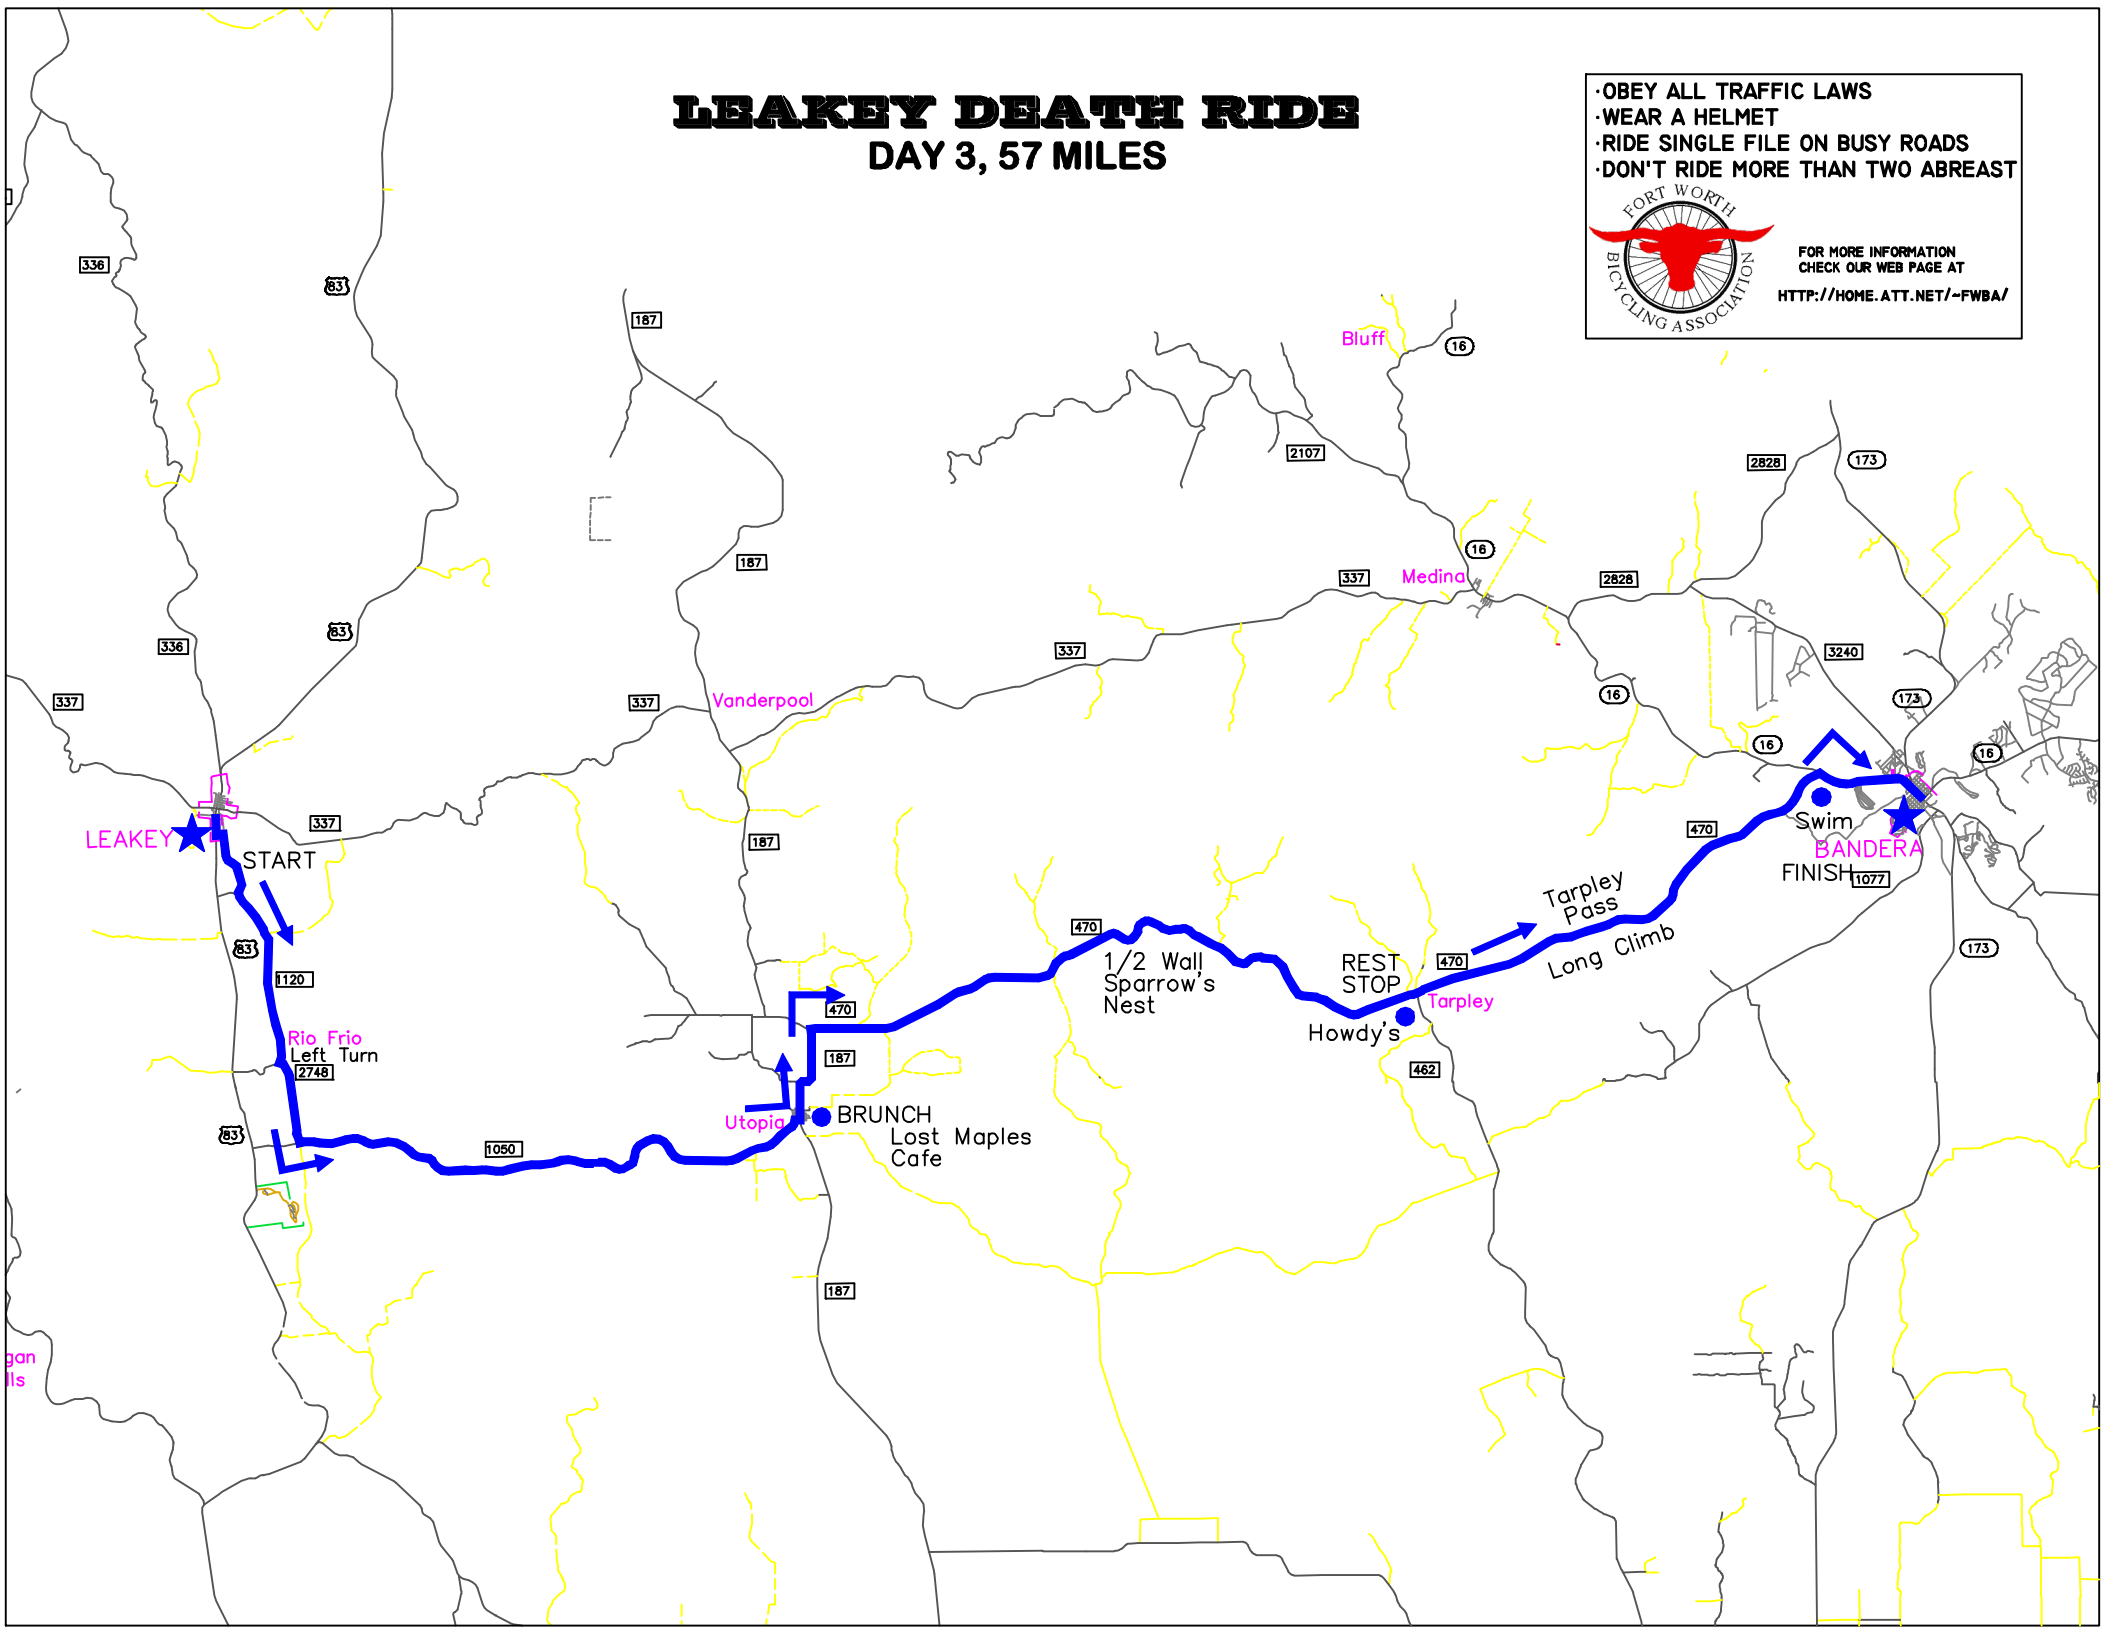 LEAKEY DEATH RIDE
DAY 3, 57 MILES
·OBEY ALL TRAFFIC LAWS
·WEAR A HELMET
·RIDE SINGLE FILE ON BUSY ROADS
·DON'T RIDE MORE THAN TWO ABREAST
FORT WORTH
BICYCLING ASSOCIATION
FOR MORE INFORMATION
CHECK OUR WEB PAGE AT
HTTP://HOME.ATT.NET/~FWBA/
336
83
187
Bluff
16
2107
2828
173
187
16
Medina
337
2828
336
83
337
3240
337
337
Vanderpool
16
173
16
16
LEAKEY
337
START
187
470
Swim
BANDERA
FINISH
1077
Tarpley
Pass
Long Climb
83
470
173
1120
1/2 Wall
Sparrow's
Nest
REST
STOP
470
Tarpley
Howdy's
470
Rio Frio
Left Turn
2748
187
462
Utopia
BRUNCH
Lost Maples
Cafe
83
1050
187
gan
lls